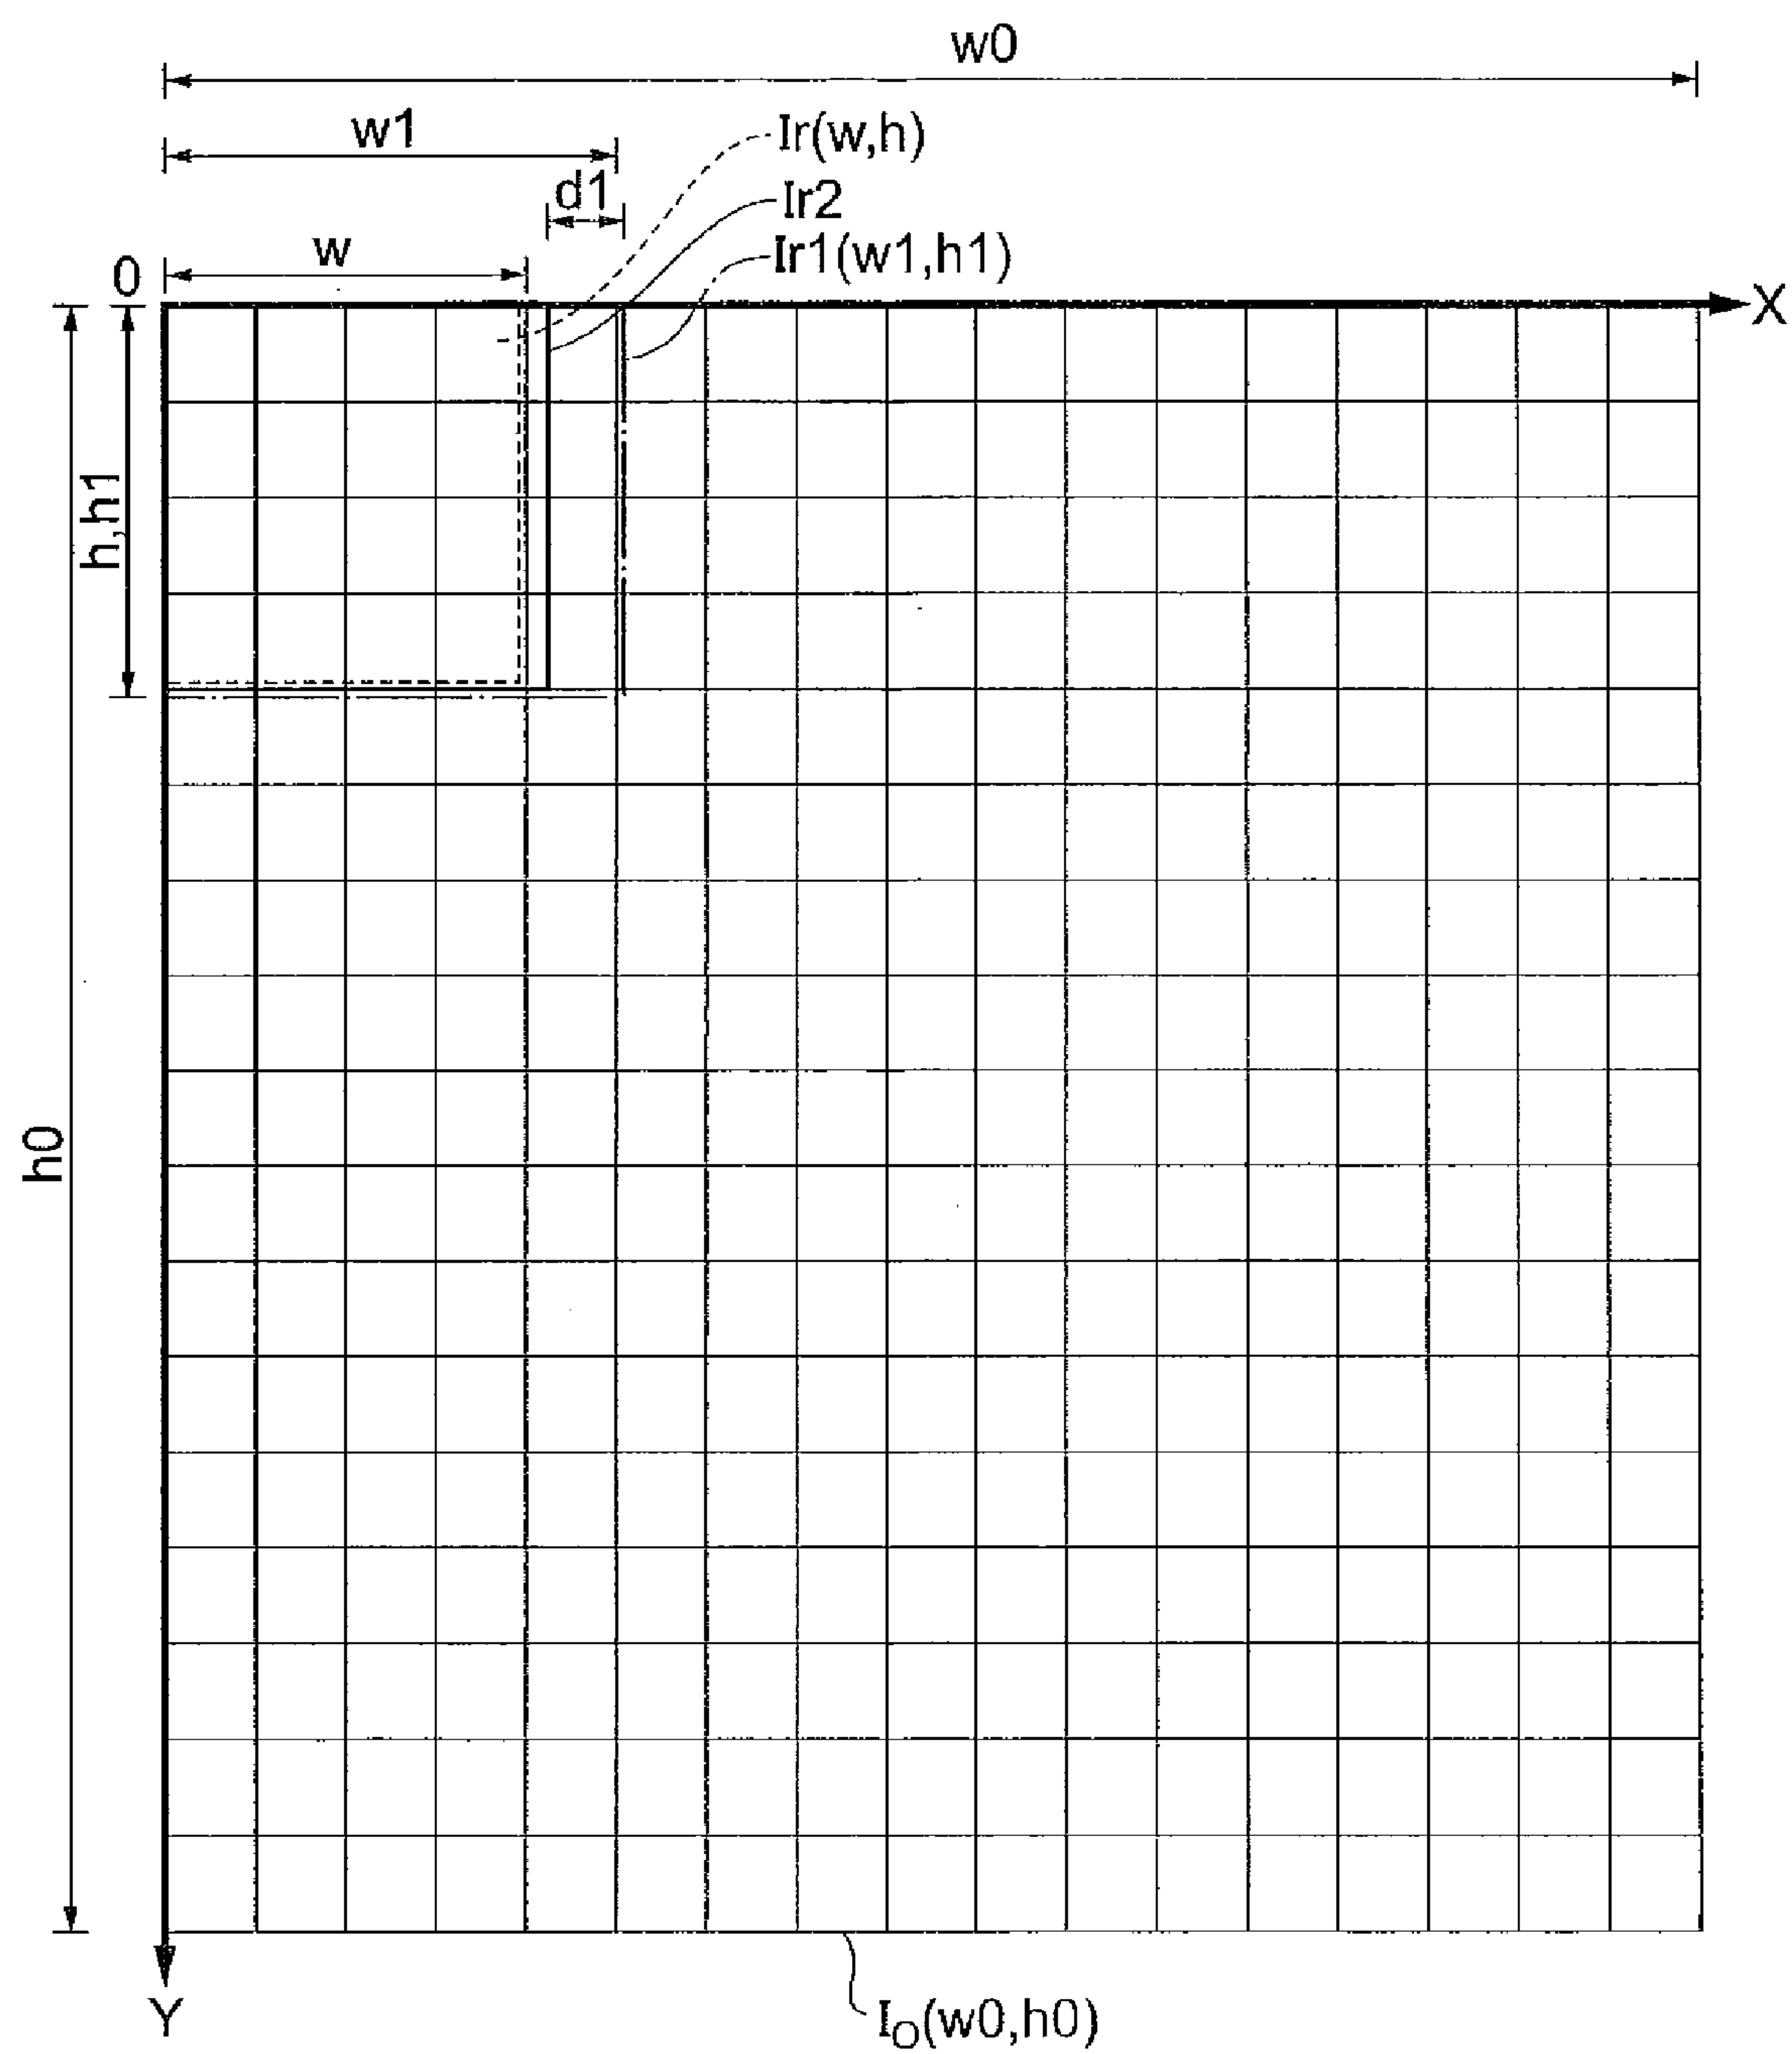 w0
w1
Ir(w,h)
d1
Ir2
w
Ir1(w1,h1)
0
X
h,h1
h0
Y
IO(w0,h0)